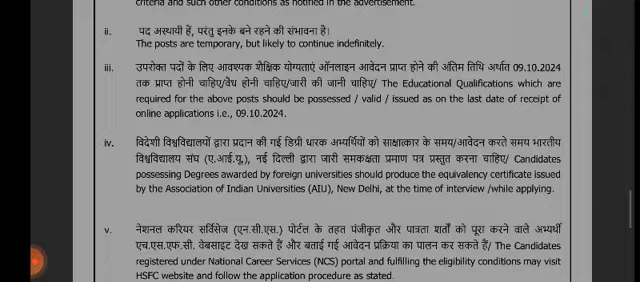 criteria and such other conditions as notified in the advertisement.
ii. पद अस्थायी हैं, परंतु इनके बने रहने की संभावना है।
The posts are temporary, but likely to continue indefinitely.
iii. उपरोक्त पदों के लिए आवश्यक शैक्षिक योग्यताएं ऑनलाइन आवेदन प्राप्त होने की अंतिम तिथि अर्थात 09.10.2024
तक प्राप्त होनी चाहिए/वैध होनी चाहिए/जारी की जानी चाहिए/ The Educational Qualifications which are
required for the above posts should be possessed / valid / issued as on the last date of receipt of
online applications i.e., 09.10.2024.
iv. विदेशी विश्वविद्यालयों द्वारा प्रदान की गई डिग्री धारक अभ्यर्थियों को साक्षात्कार के समय/आवेदन करते समय भारतीय
विश्वविद्यालय संघ (ए.आई.यू.), नई दिल्ली द्वारा जारी समकक्षता प्रमाण पत्र प्रस्तुत करना चाहिए/ Candidates
possessing Degrees awarded by foreign universities should produce the equivalency certificate issued
by the Association of Indian Universities (AIU), New Delhi, at the time of interview /while applying.
v. नेशनल करियर सर्विसेज (एन.सी.एस.) पोर्टल के तहत पंजीकृत और पात्रता शर्तों को पूरा करने वाले अभ्यर्थी
एच.एस.एफ.सी. वेबसाइट देख सकते हैं और बताई गई आवेदन प्रक्रिया का पालन कर सकते हैं/ The Candidates
registered under National Career Services (NCS) portal and fulfilling the eligibility conditions may visit
HSFC website and follow the application procedure as stated.